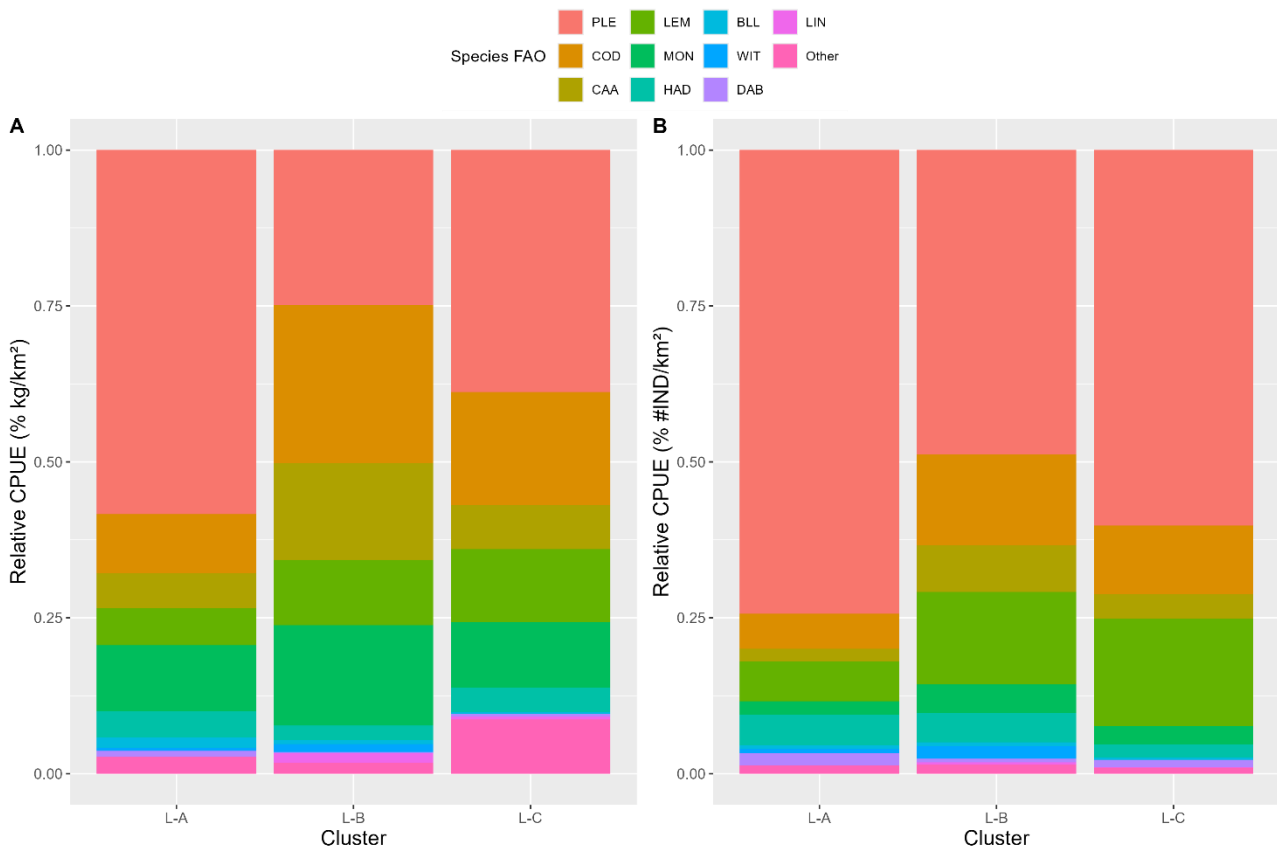 PLE LEM BLL LIN
Species FAO COD MON WIT Other
CAA HAD DAB
A
B
Relative CPUE (% kg/km²)
1.00
0.75
0.50
0.25
0.00
L-A L-B L-C
Cluster
Relative CPUE (% #IND/km²)
1.00
0.75
0.50
0.25
0.00
L-A L-B L-C
Cluster